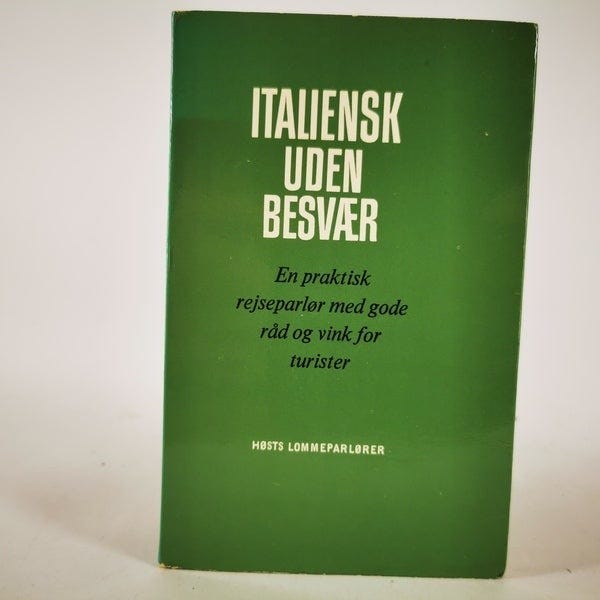 ITALIENSK
UDEN
BESVÆR
En praktisk
rejseparlør med gode
råd og vink for
turister
HØSTS LOMMEPARLØRER